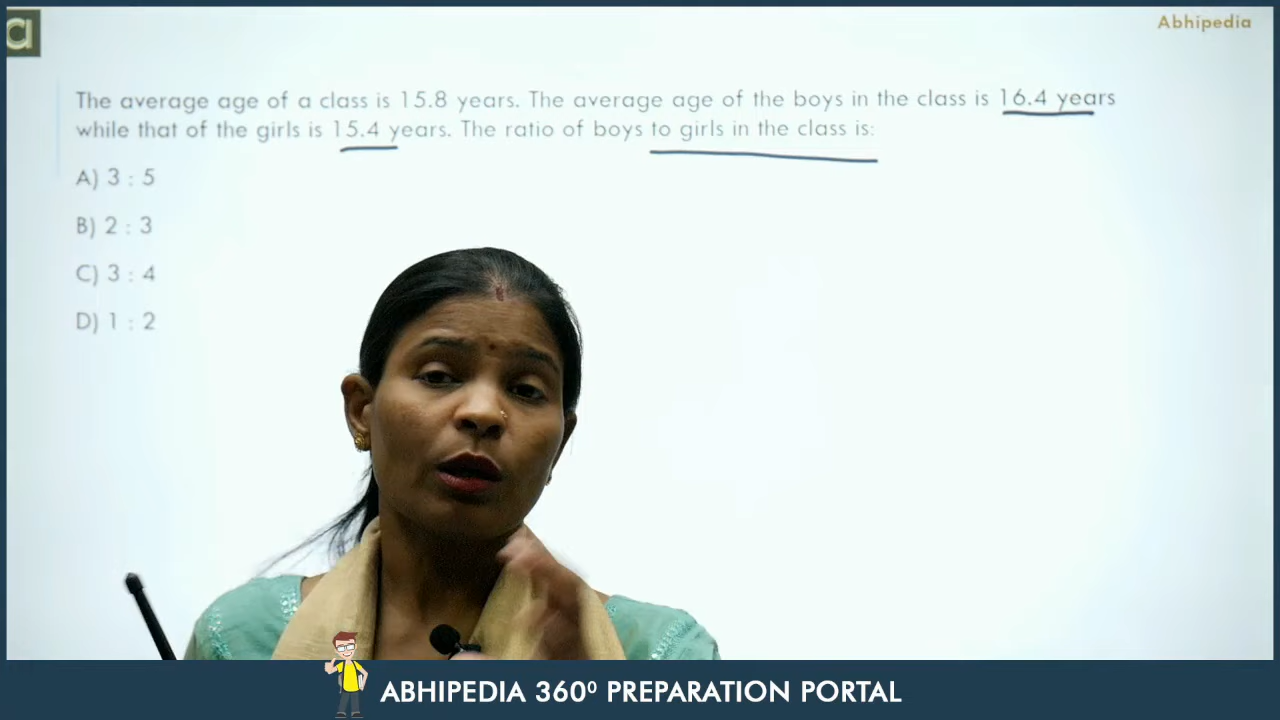 Abhipedia
a
The average age of a class is 15.8 years. The average age of the boys in the class is 16.4 years
while that of the girls is 15.4 years. The ratio of boys to girls in the class is:
A) 3 : 5
B) 2 : 3
C) 3 : 4
D) 1 : 2
ABHIPEDIA 360⁰ PREPARATION PORTAL